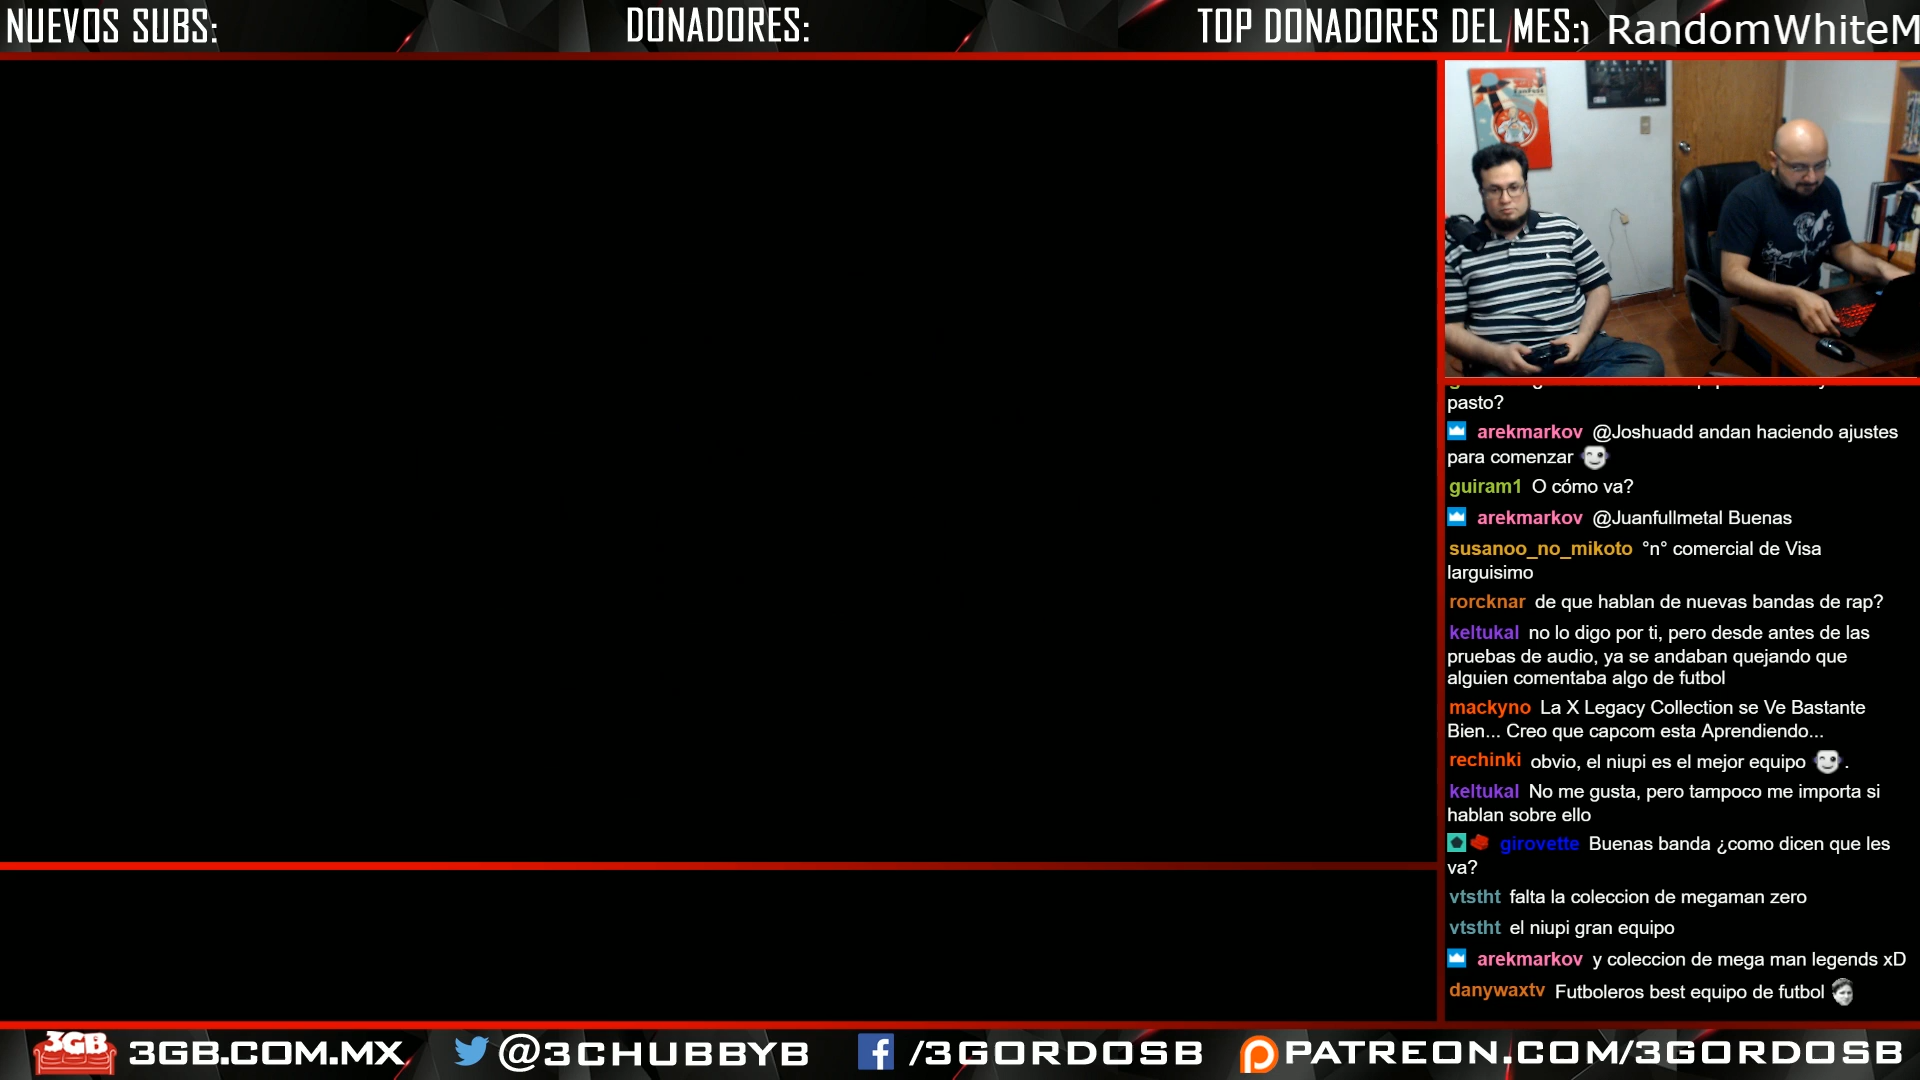 NUEVOS SUBS:
DONADORES:
TOP DONADORES DEL MES:
RandomWhiteM
pasto?
arekmarkov @Joshuadd andan haciendo ajustes
para comenzar
guiram1 O cómo va?
arekmarkov @Juanfullmetal Buenas
susanoo_no_mikoto °n° comercial de Visa
larguisimo
rorcknar de que hablan de nuevas bandas de rap?
keltukal no lo digo por ti, pero desde antes de las
pruebas de audio, ya se andaban quejando que
alguien comentaba algo de futbol
mackyno La X Legacy Collection se Ve Bastante
Bien... Creo que capcom esta Aprendiendo...
rechinki obvio, el niupi es el mejor equipo .
keltukal No me gusta, pero tampoco me importa si
hablan sobre ello
girovette Buenas banda ¿como dicen que les
va?
vtstht falta la coleccion de megaman zero
vtstht el niupi gran equipo
arekmarkov y coleccion de mega man legends xD
danywaxtv Futboleros best equipo de futbol
3GB
3GB.COM.MX
@3CHUBBYB
/3GORDOSB
PATREON.COM/3GORDOSB